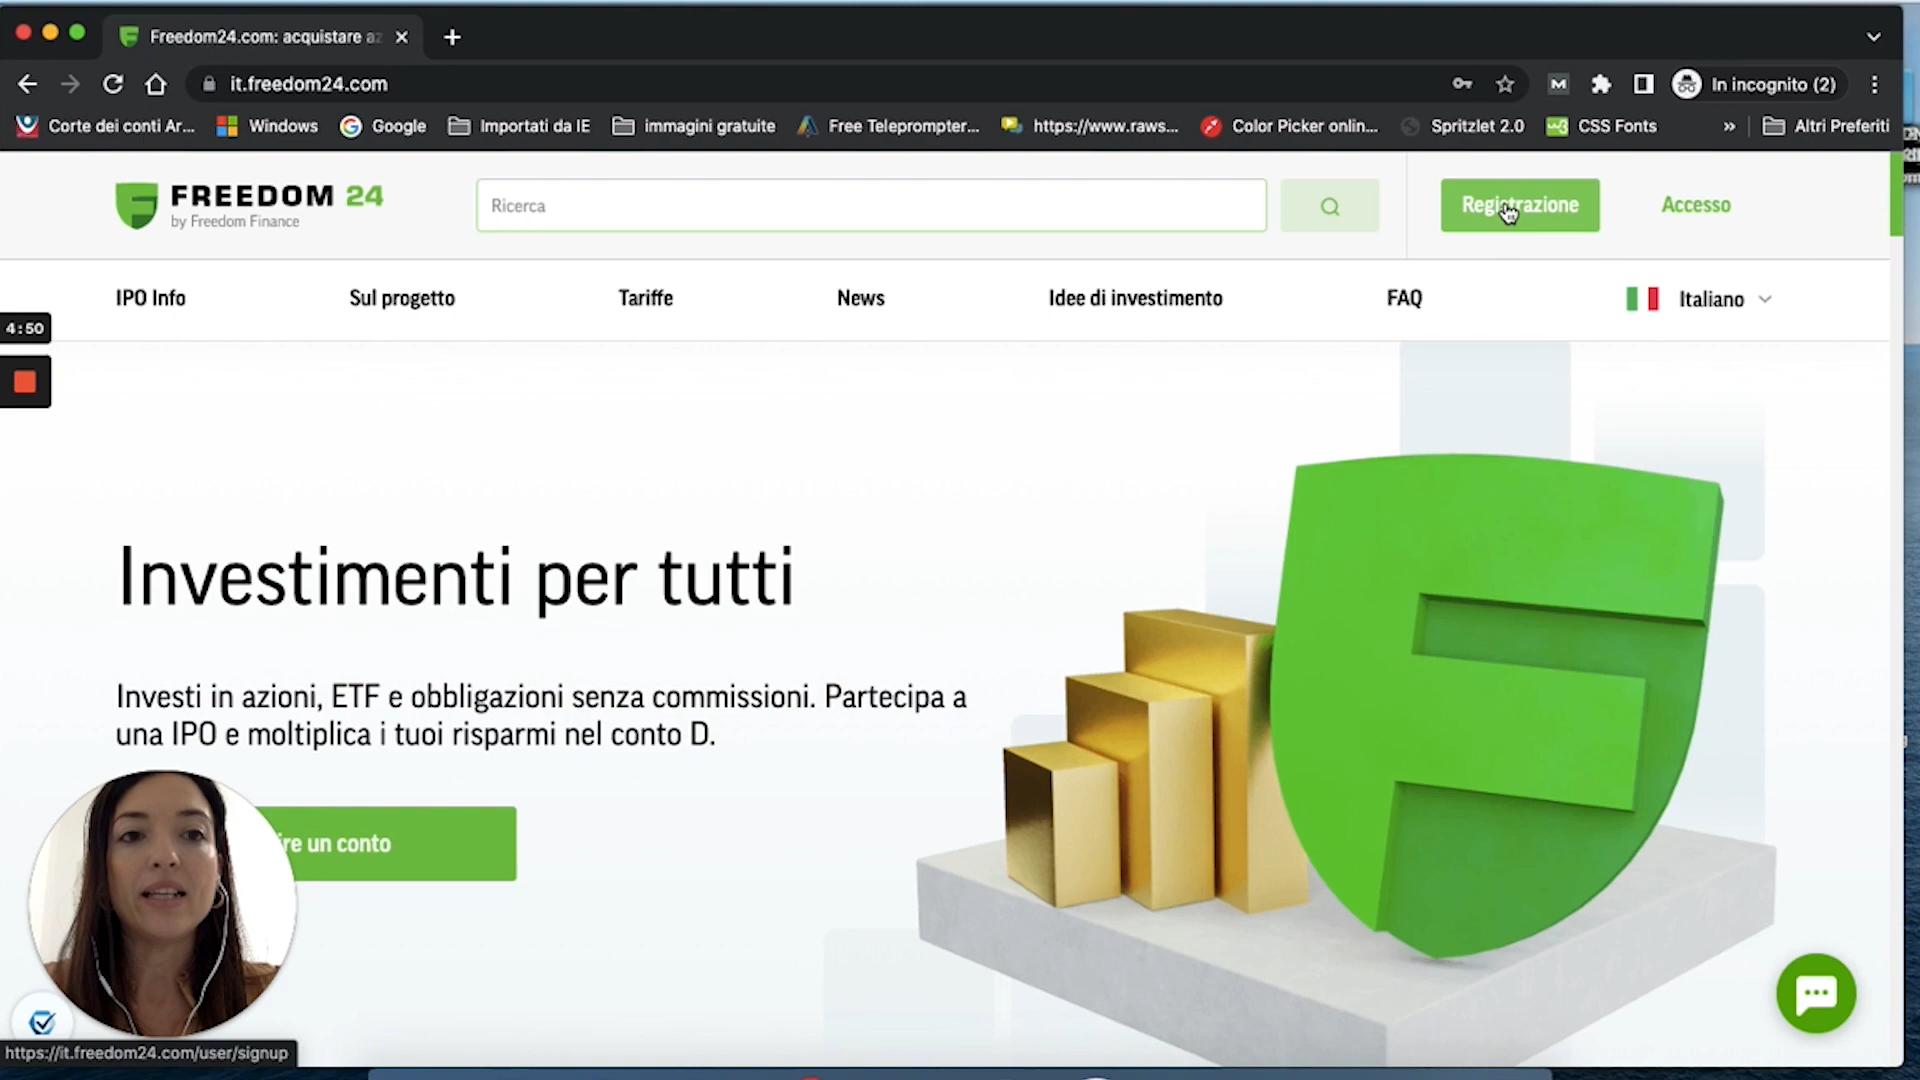 Freedom24.com: acquistare az
it.freedom24.com
In incognito (2)
Corte dei conti Ar...
Windows
Google
Importati da IE
immagini gratuite
Free Teleprompter...
https://www.raws...
Color Picker onlin...
Spritzlet 2.0
CSS Fonts
»
Altri Preferiti
FREEDOM 24
by Freedom Finance
Ricerca
Registrazione
Accesso
IPO Info
Sul progetto
Tariffe
News
Idee di investimento
FAQ
Italiano
4:50
Investimenti per tutti
Investi in azioni, ETF e obbligazioni senza commissioni. Partecipa a
una IPO e moltiplica i tuoi risparmi nel conto D.
re un conto
https://it.freedom24.com/user/signup